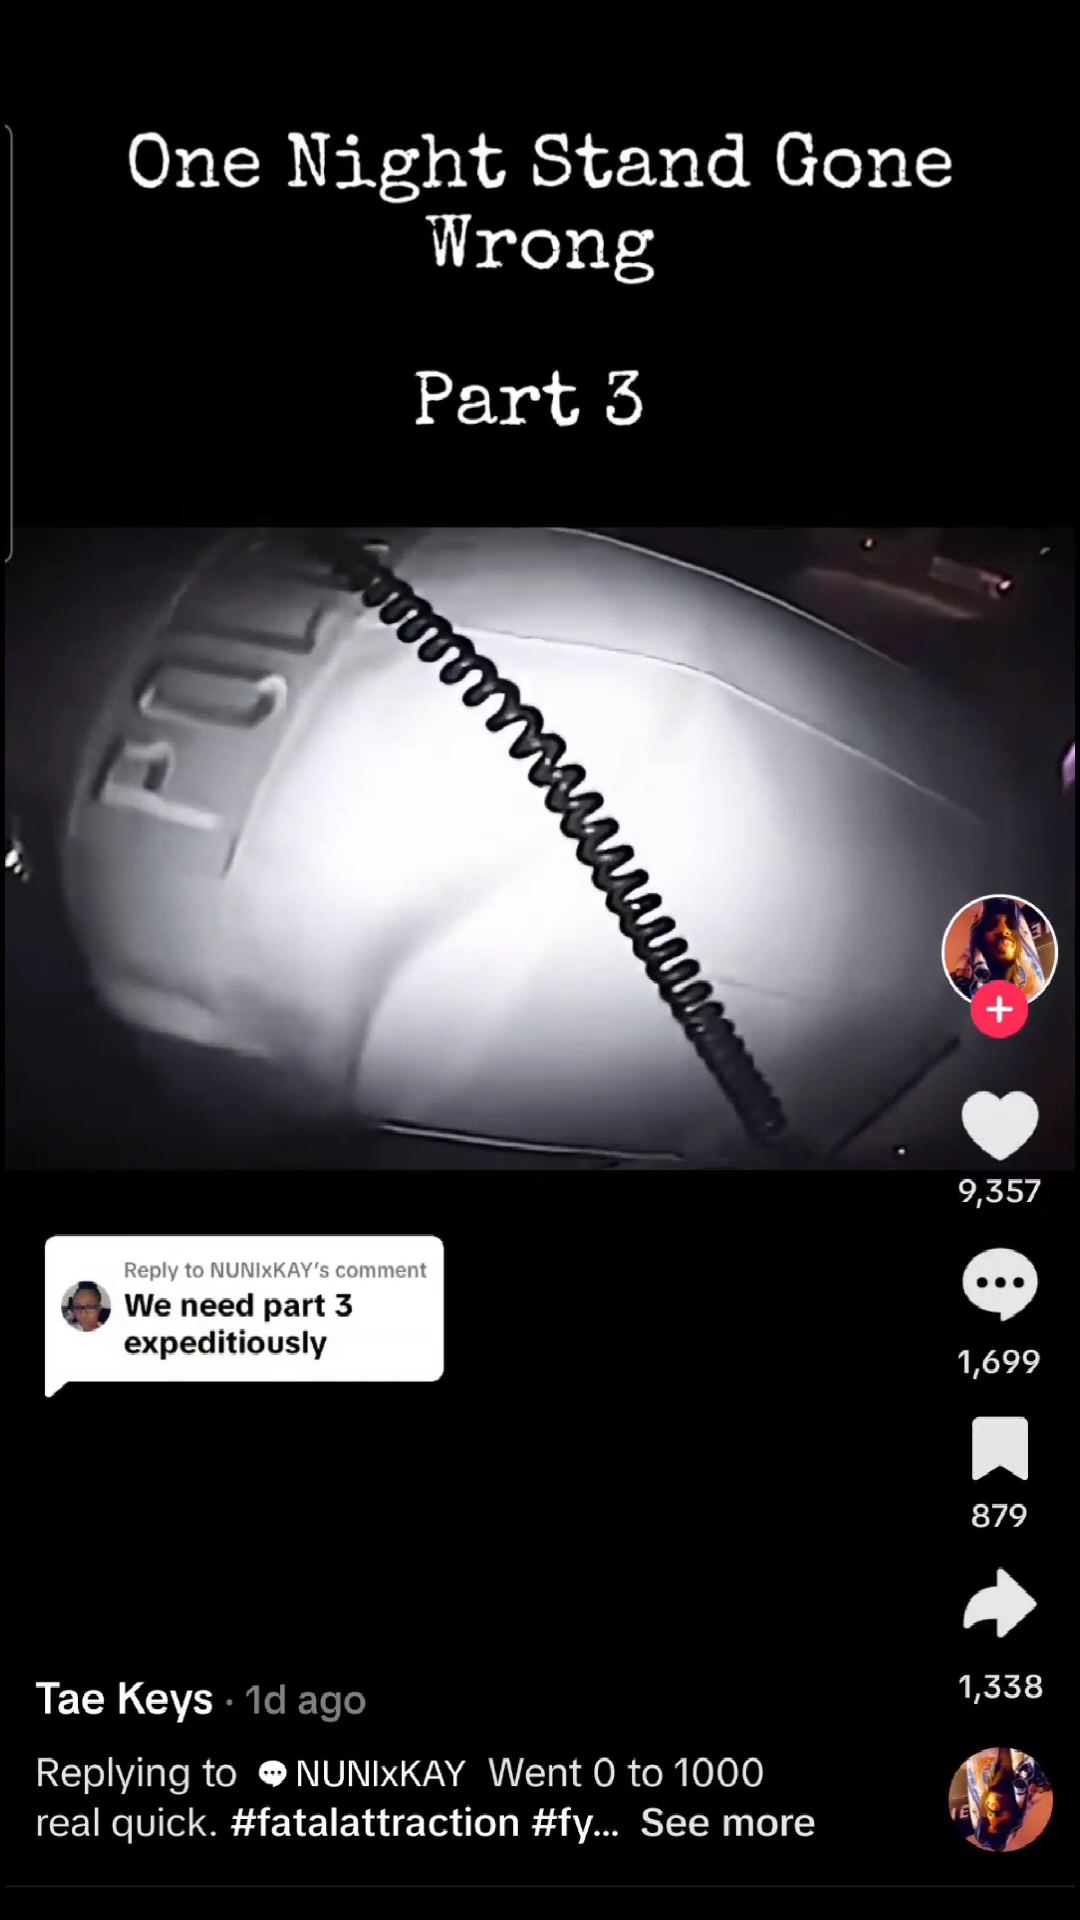 One Night Stand Gone
Wrong
Part 3
POL
9,357
Reply to NUNIxKAY's comment
We need part 3
expeditiously
1,699
879
1,338
Tae Keys · 1d ago
Replying to 💬 NUNIxKAY Went 0 to 1000
real quick. #fatalattraction #fy... See more